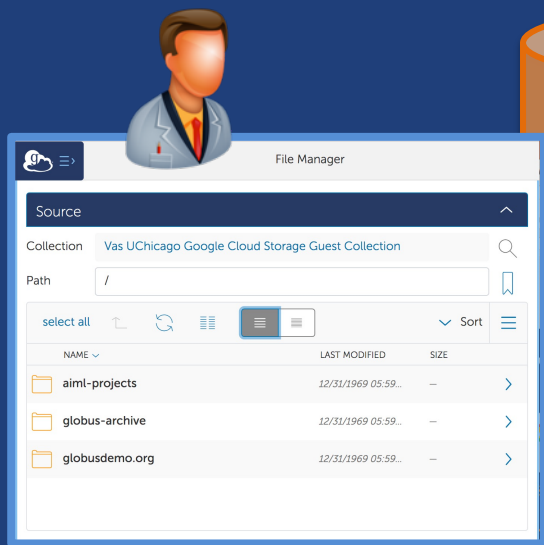 g
File Manager
Source
Collection Vas UChicago Google Cloud Storage Guest Collection
Path /
select all Sort
NAME LAST MODIFIED SIZE
aiml-projects 12/31/1969 05:59... —
globus-archive 12/31/1969 05:59... —
globusdemo.org 12/31/1969 05:59... —